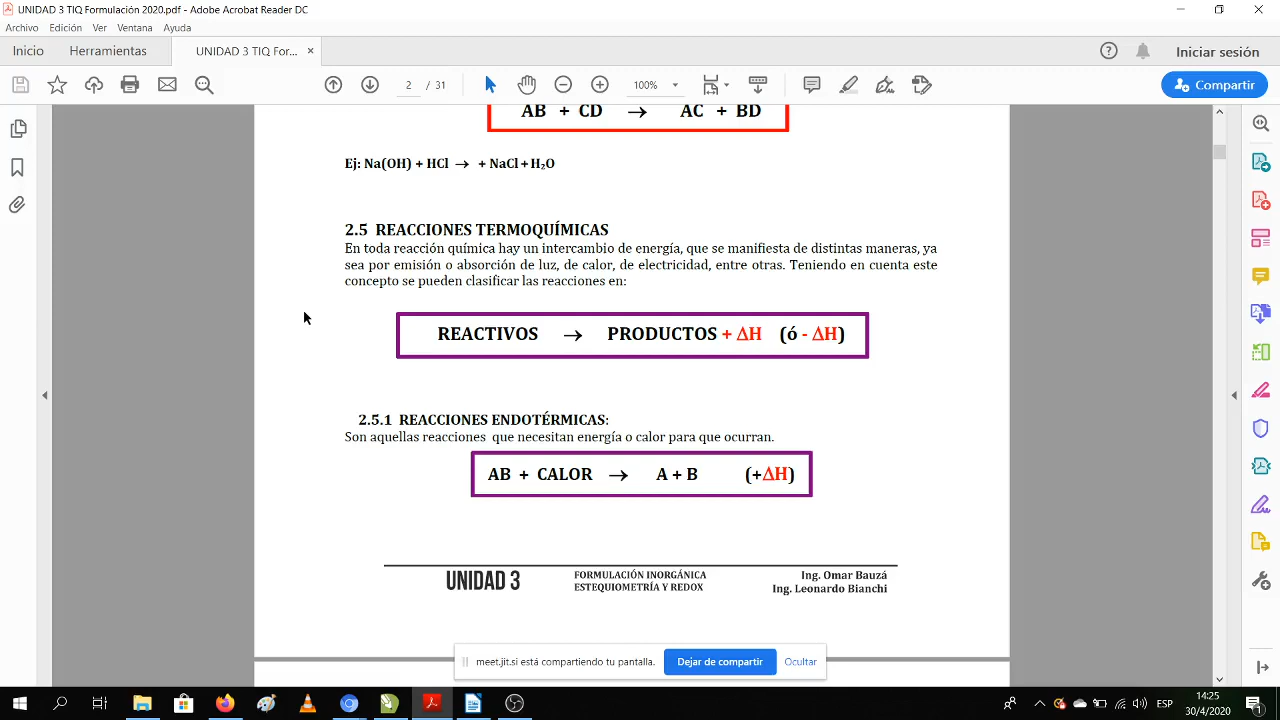 UNIDAD 3 TIQ Formulación 2020.pdf - Adobe Acrobat Reader DC
Archivo Edición Ver Ventana Ayuda
Inicio Herramientas UNIDAD 3 TIQ For... × Iniciar sesión
2 / 31 100% Compartir
AB + CD → AC + BD
Ej: Na(OH) + HCl → + NaCl + H₂O
2.5 REACCIONES TERMOQUÍMICAS
En toda reacción química hay un intercambio de energía, que se manifiesta de distintas maneras, ya
sea por emisión o absorción de luz, de calor, de electricidad, entre otras. Teniendo en cuenta este
concepto se pueden clasificar las reacciones en:
REACTIVOS → PRODUCTOS + ΔH (ó - ΔH)
2.5.1 REACCIONES ENDOTÉRMICAS:
Son aquellas reacciones que necesitan energía o calor para que ocurran.
AB + CALOR → A + B (+ΔH)
UNIDAD 3
FORMULACIÓN INORGÁNICA
ESTEQUIOMETRÍA Y REDOX
Ing. Omar Bauzá
Ing. Leonardo Bianchi
meet.jit.si está compartiendo tu pantalla. Dejar de compartir Ocultar
ESP
14:25
30/4/2020
1